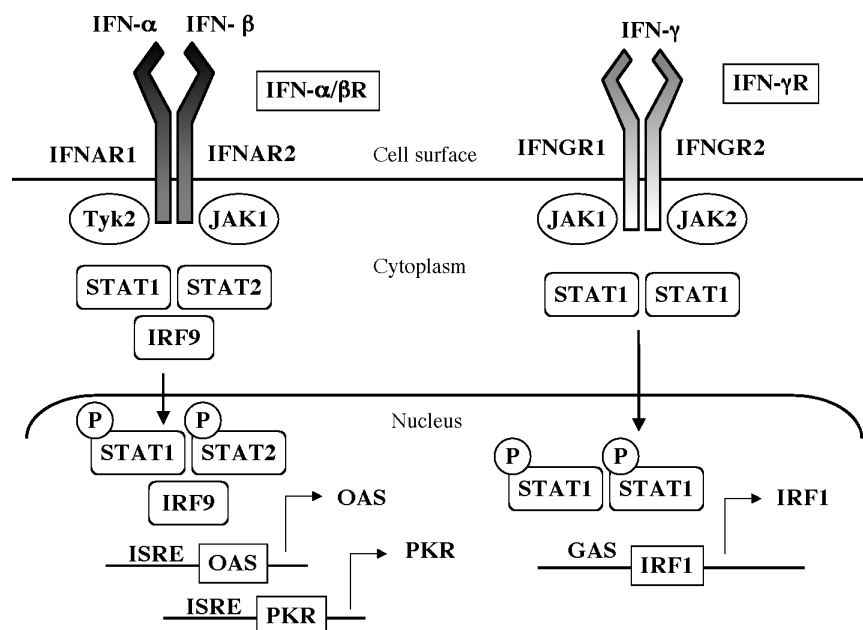 IFN-α IFN- β
IFN-γ
IFN-α/βR
IFN-γR
IFNAR1
IFNAR2
Cell surface
IFNGR1
IFNGR2
Tyk2
JAK1
JAK1
JAK2
Cytoplasm
STAT1
STAT2
STAT1
STAT1
IRF9
Nucleus
P
P
STAT1
STAT2
P
P
STAT1
STAT1
IRF9
OAS
IRF1
ISRE
OAS
PKR
GAS
IRF1
ISRE
PKR